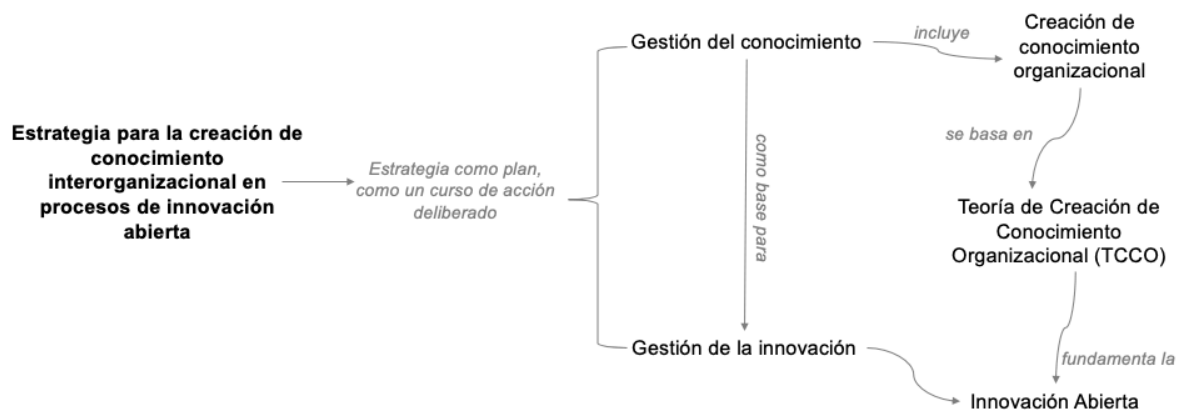 Estrategia para la creación de
conocimiento
interorganizacional en
procesos de innovación
abierta
Estrategia como plan,
como un curso de acción
deliberado
Gestión del conocimiento
incluye
Creación de
conocimiento
organizacional
como base para
se basa en
Teoría de Creación de
Conocimiento
Organizacional (TCCO)
Gestión de la innovación
fundamenta la
Innovación Abierta